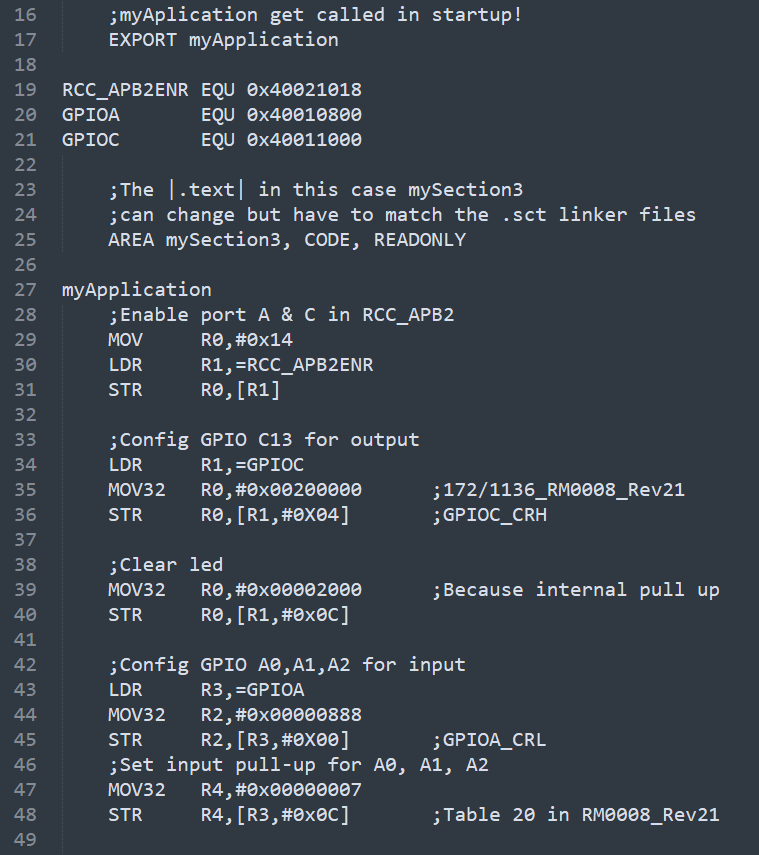 16 ;myAplication get called in startup!
17 EXPORT myApplication
18
19 RCC_APB2ENR EQU 0x40021018
20 GPIOA EQU 0x40010800
21 GPIOC EQU 0x40011000
22
23 ;The |.text| in this case mySection3
24 ;can change but have to match the .sct linker files
25 AREA mySection3, CODE, READONLY
26
27 myApplication
28 ;Enable port A & C in RCC_APB2
29 MOV R0,#0x14
30 LDR R1,=RCC_APB2ENR
31 STR R0,[R1]
32
33 ;Config GPIO C13 for output
34 LDR R1,=GPIOC
35 MOV32 R0,#0x00200000 ;172/1136_RM0008_Rev21
36 STR R0,[R1,#0X04] ;GPIOC_CRH
37
38 ;Clear led
39 MOV32 R0,#0x00002000 ;Because internal pull up
40 STR R0,[R1,#0x0C]
41
42 ;Config GPIO A0,A1,A2 for input
43 LDR R3,=GPIOA
44 MOV32 R2,#0x00000888
45 STR R2,[R3,#0X00] ;GPIOA_CRL
46 ;Set input pull-up for A0, A1, A2
47 MOV32 R4,#0x00000007
48 STR R4,[R3,#0x0C] ;Table 20 in RM0008_Rev21
49